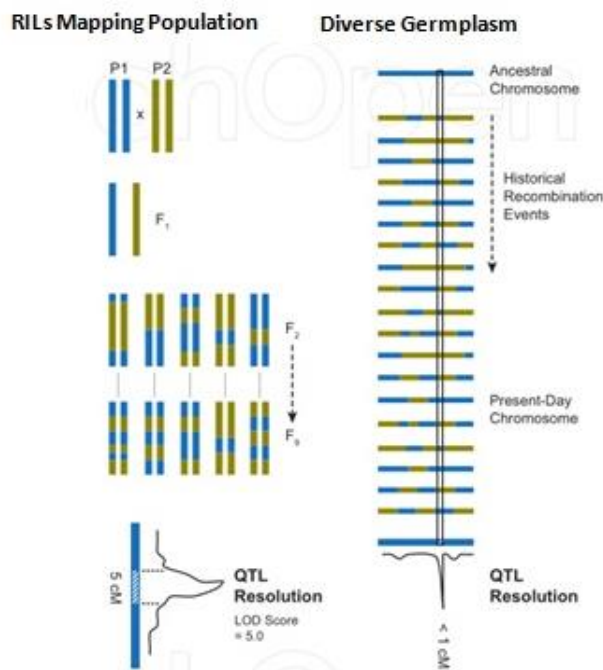 RILs Mapping Population
Diverse Germplasm
P1 P2
x
F1
F2
F9
5 cM
QTL
Resolution
LOD Score
= 5.0
Ancestral
Chromosome
Historical
Recombination
Events
Present-Day
Chromosome
QTL
Resolution
< 1 cM